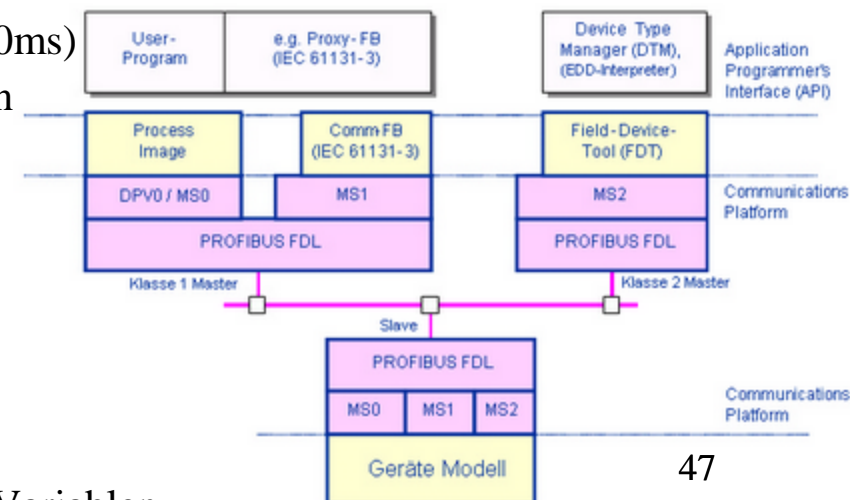 0ms)
n
User-
Program
e.g. Proxy-FB
(IEC 61131-3)
Device Type
Manager (DTM),
(EDD-Interpreter)
Application
Programmer's
Interface (API)
Process
Image
Comm-FB
(IEC 61131-3)
Field-Device-
Tool (FDT)
DPV0 / MS0
MS1
MS2
Communications
Platform
PROFIBUS FDL
PROFIBUS FDL
Klasse 1 Master
Klasse 2 Master
Slave
PROFIBUS FDL
MS0
MS1
MS2
Communications
Platform
Geräte Modell
47